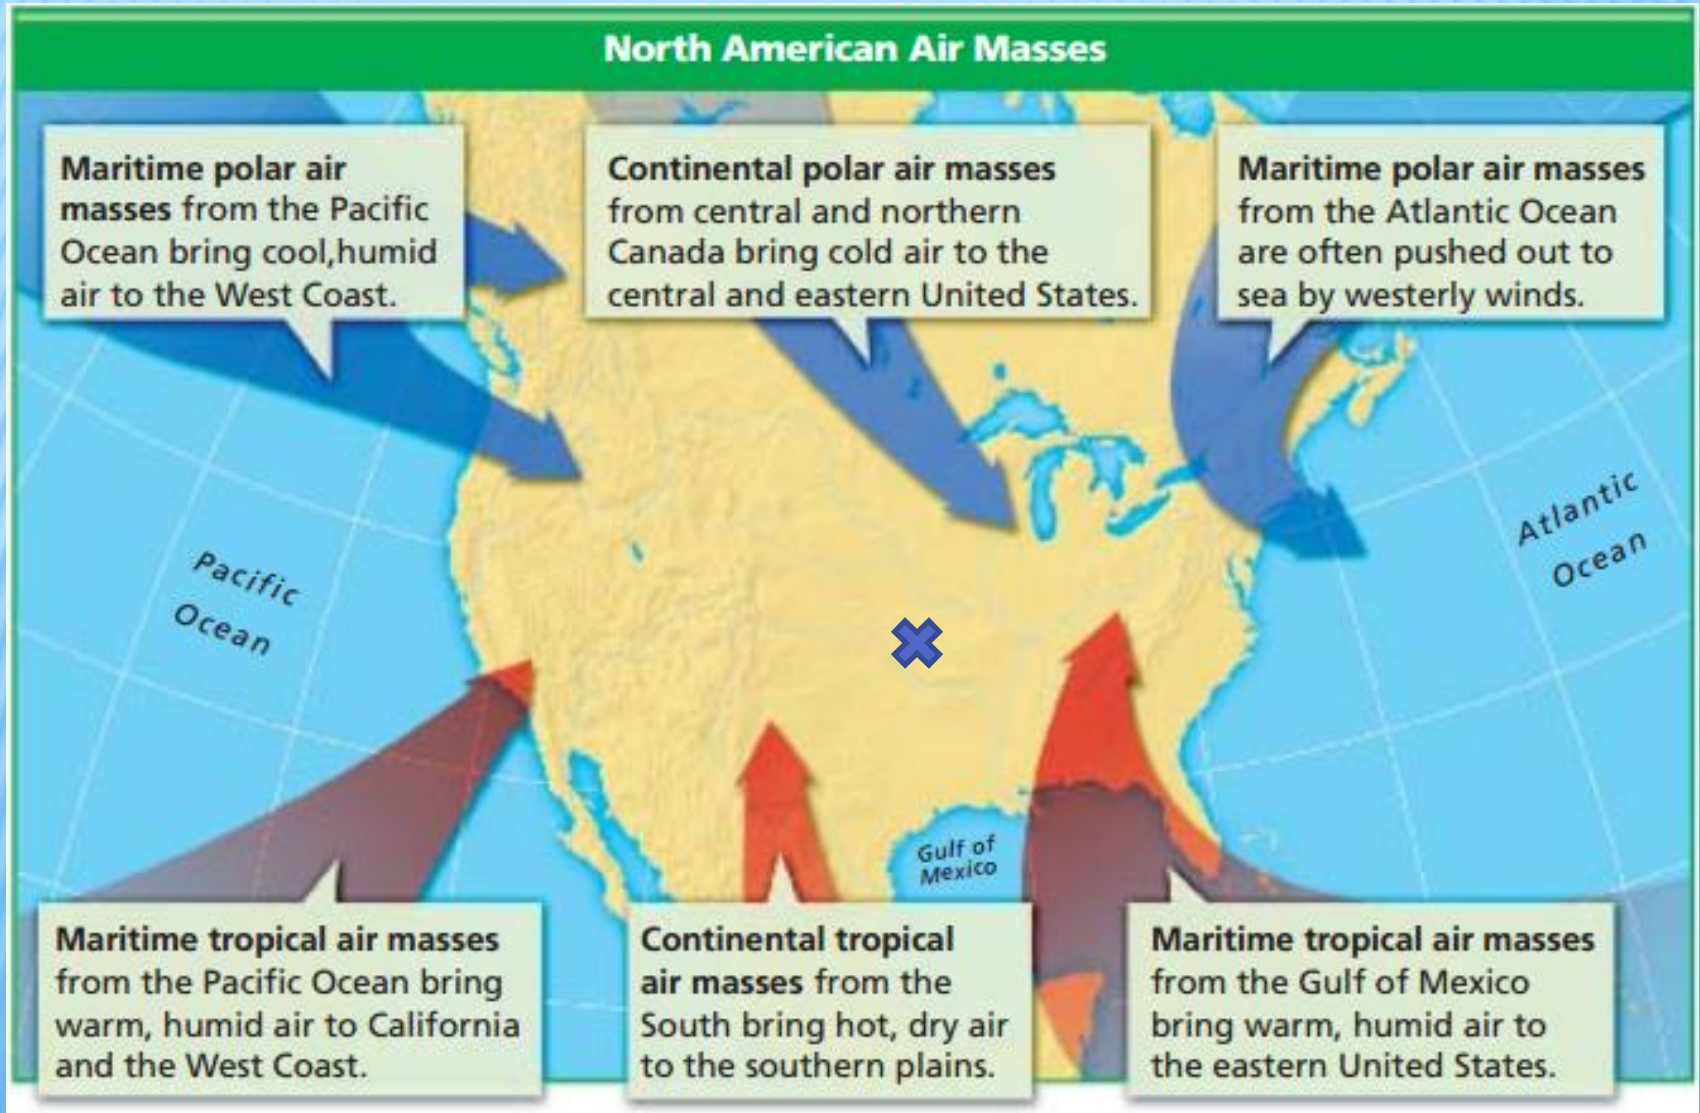 North American Air Masses
Maritime polar air
masses from the Pacific
Ocean bring cool,humid
air to the West Coast.
Continental polar air masses
from central and northern
Canada bring cold air to the
central and eastern United States.
Maritime polar air masses
from the Atlantic Ocean
are often pushed out to
sea by westerly winds.
Pacific
Ocean
Atlantic
Ocean
Gulf of
Mexico
Maritime tropical air masses
from the Pacific Ocean bring
warm, humid air to California
and the West Coast.
Continental tropical
air masses from the
South bring hot, dry air
to the southern plains.
Maritime tropical air masses
from the Gulf of Mexico
bring warm, humid air to
the eastern United States.